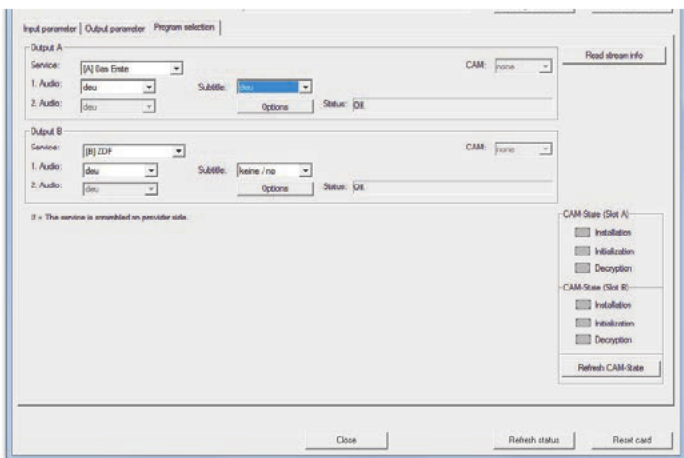 Input parameter | Output parameter | Program selection
Output A
Service: [A] Das Erste CAM: none
1. Audio: deu Subtitle: deu
2. Audio: deu Options Status: OK
Read stream info
Output B
Service: [B] ZDF CAM: none
1. Audio: deu Subtitle: keine / no
2. Audio: deu Options Status: OK
= The service is scrambled on provider side.
CAM-State (Slot A)
Installation
Initialization
Decryption
CAM-State (Slot B)
Installation
Initialization
Decryption
Refresh CAM-State
Close Refresh status Reset card